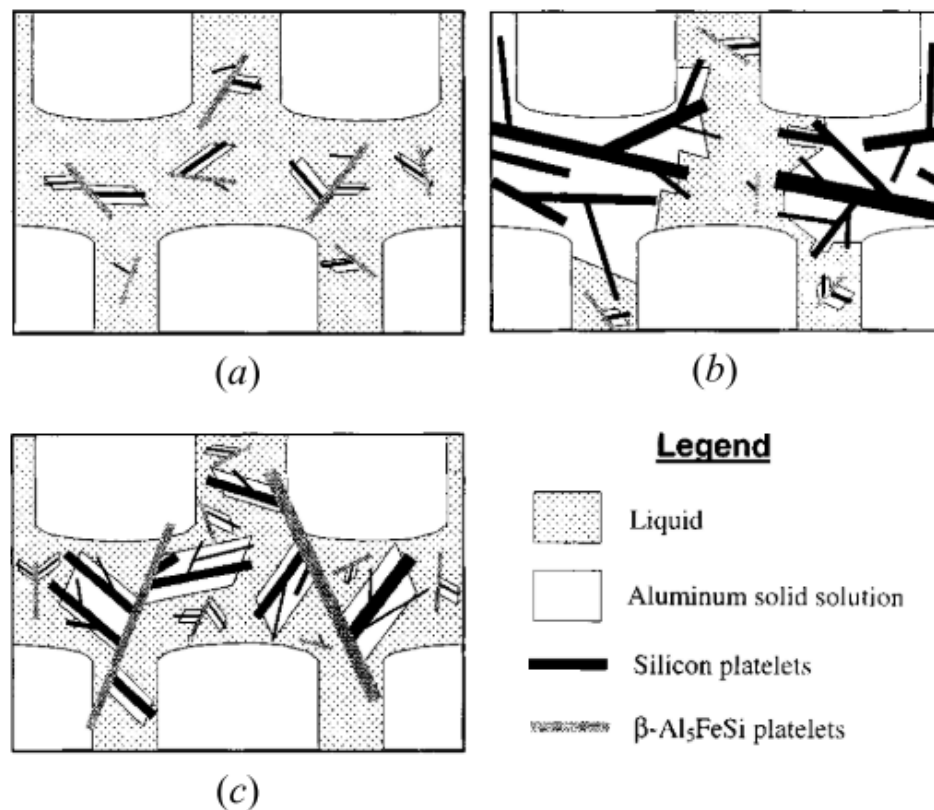 (a)
(b)
(c)
Legend
Liquid
Aluminum solid solution
Silicon platelets
β-Al₅FeSi platelets